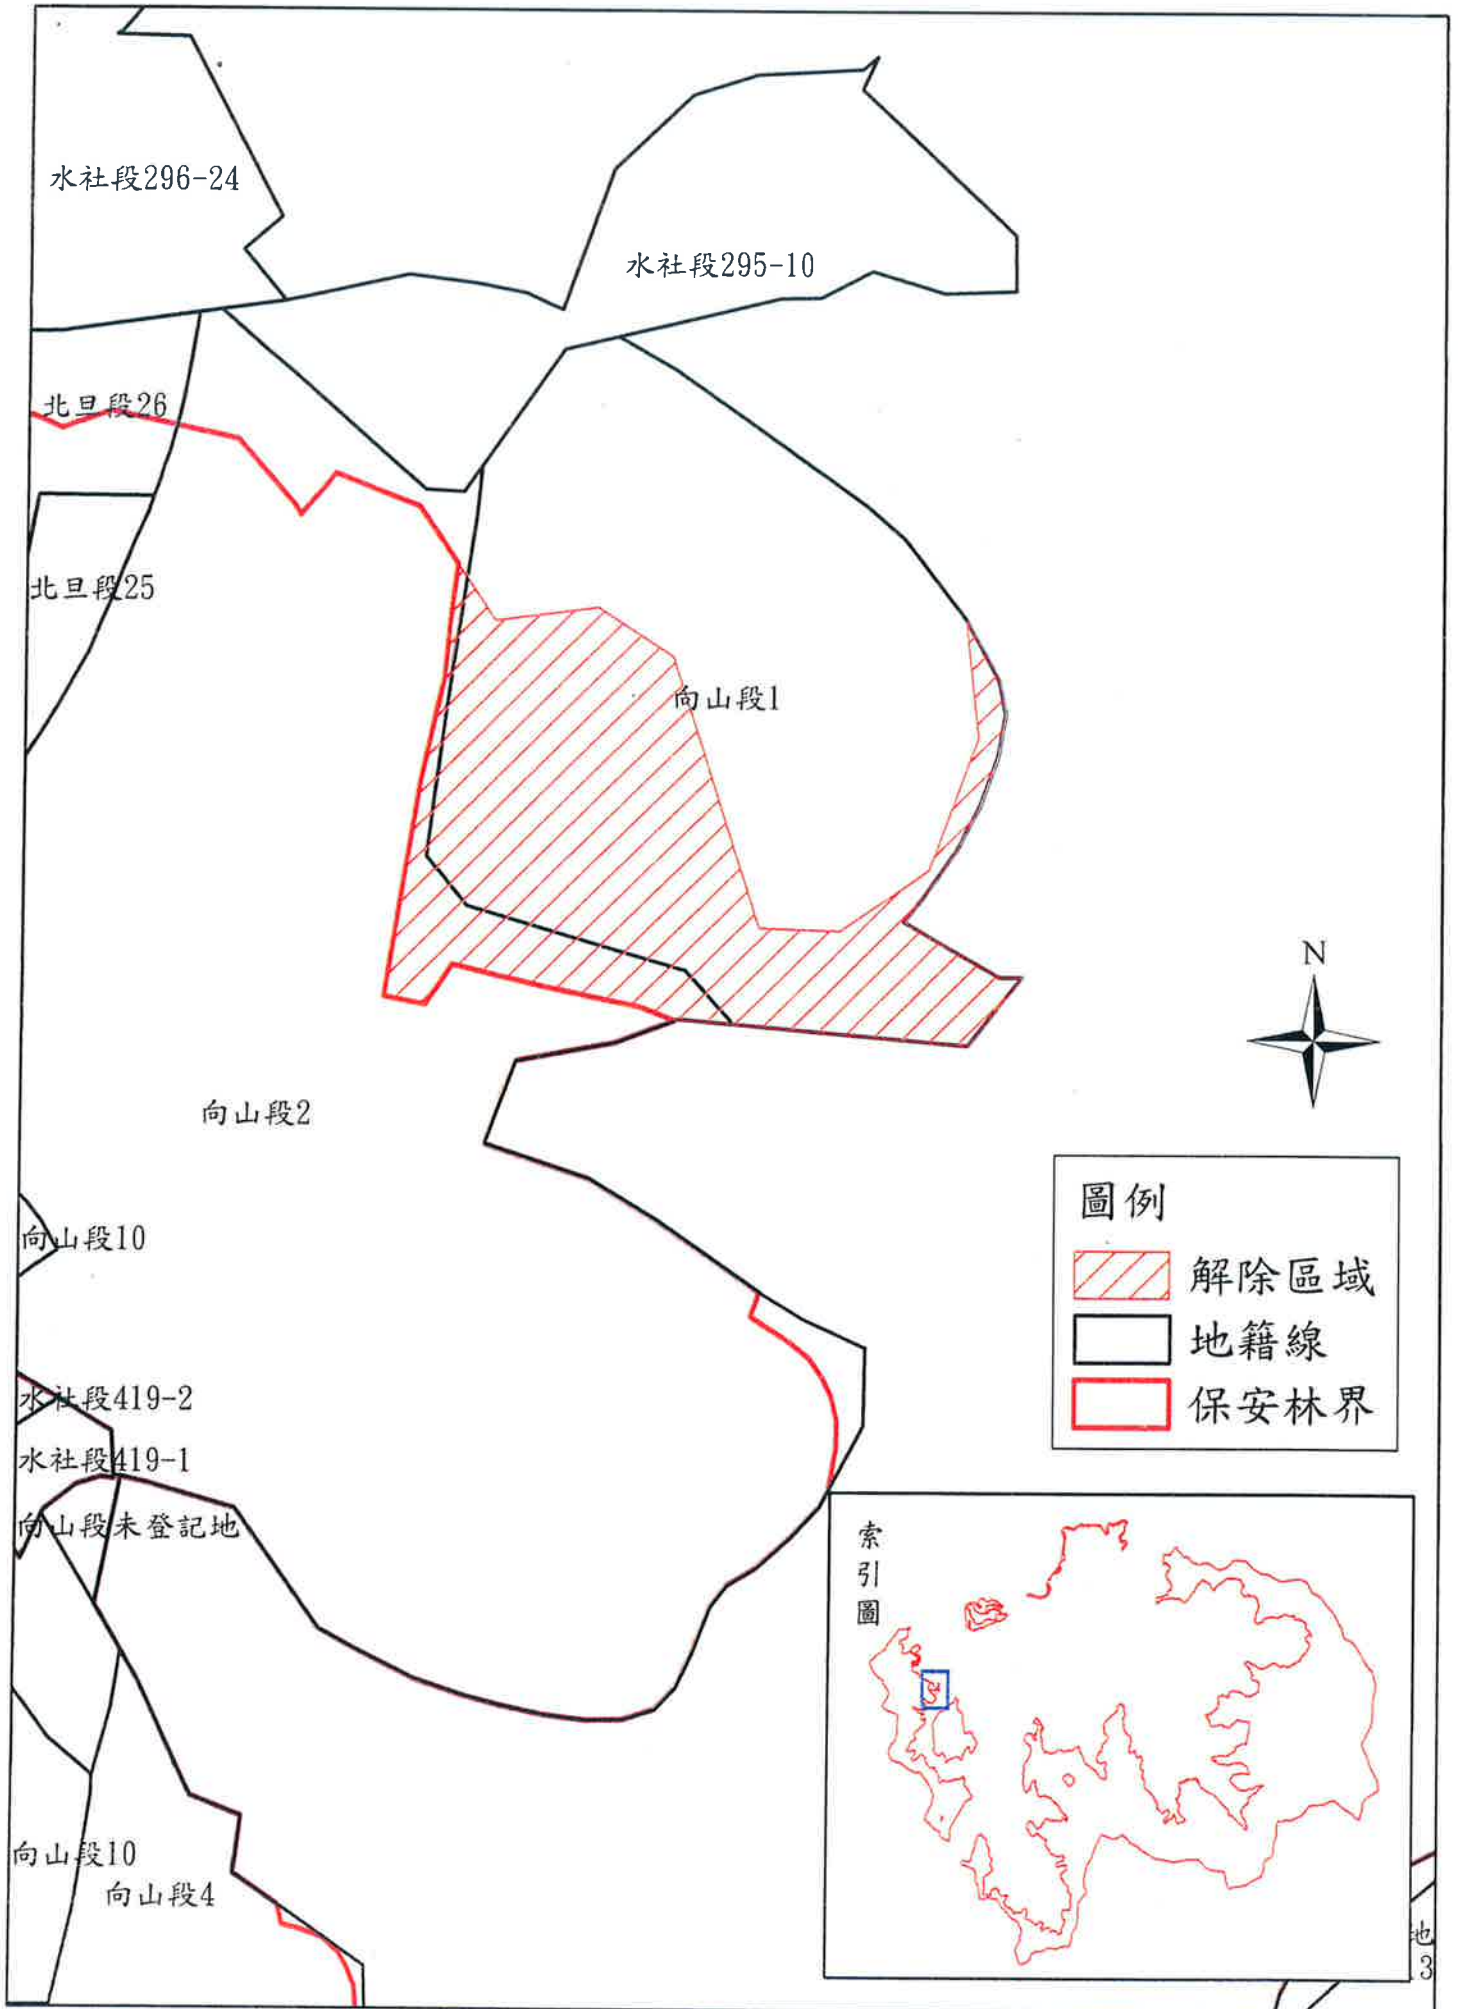 水社段296-24
水社段295-10
北旦段26
北旦段25
向山段1
N
向山段2
圖例
解除區域
地籍線
保安林界
向山段10
水社段419-2
水社段419-1
向山段未登記地
索引圖
向山段10
向山段4
地
3